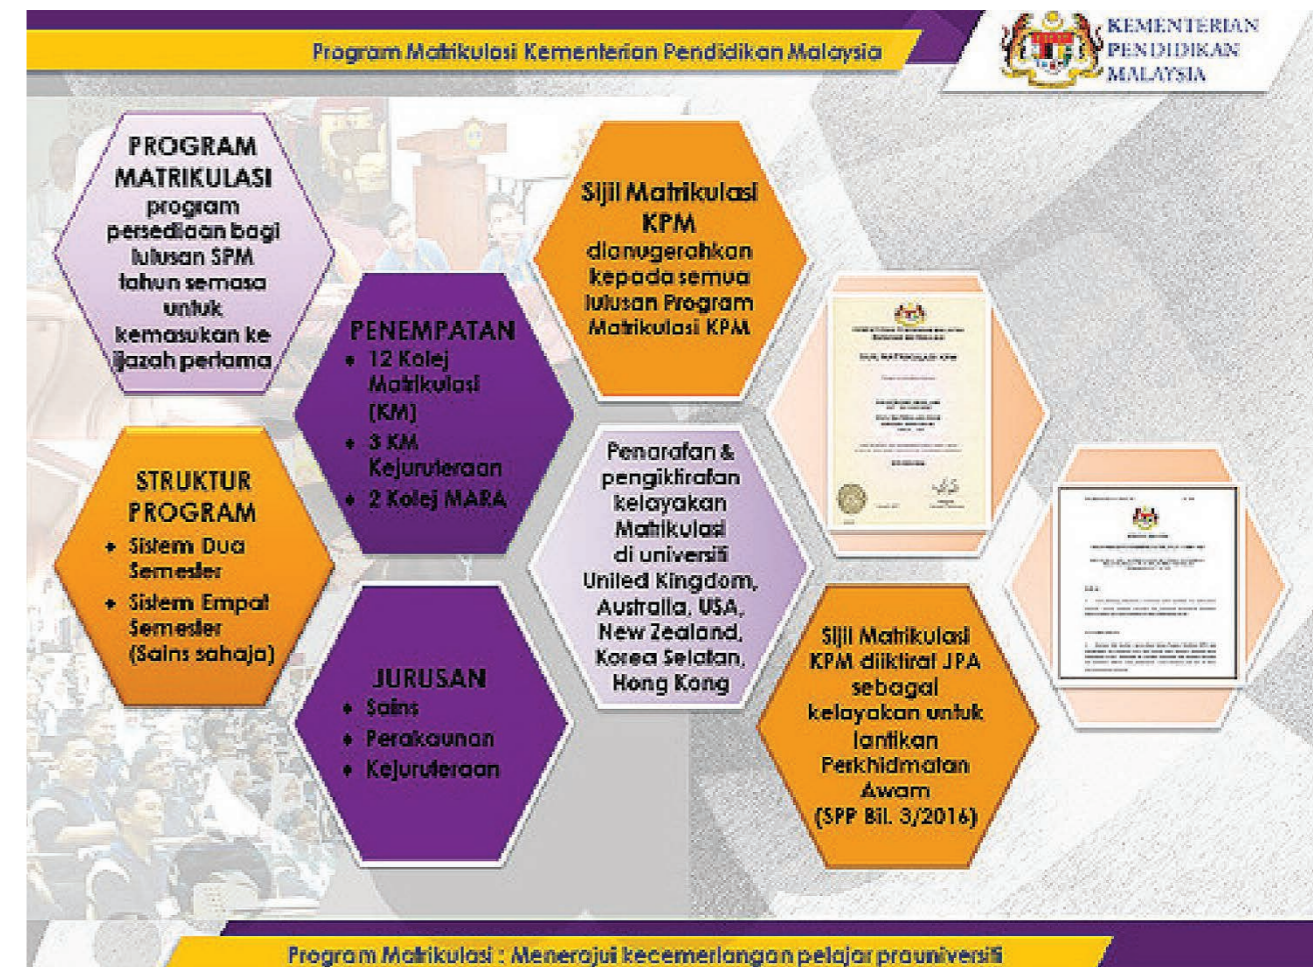 Program Matrikulasi Kementerian Pendidikan Malaysia
KEMENTERIAN
PENDIDIKAN
MALAYSIA
PROGRAM
MATRIKULASI
program
persediaan bagi
lulusan SPM
tahun semasa
untuk
kemasukan ke
ijazah pertama
PENEMPATAN
• 12 Kolej
Matrikulasi
(KM)
• 3 KM
Kejuruteraan
• 2 Kolej MARA
STRUKTUR
PROGRAM
• Sistem Dua
Semester
• Sistem Empat
Semester
(Sains sahaja)
JURUSAN
• Sains
• Perakaunan
• Kejuruteraan
Sijil Matrikulasi
KPM
dianugerahkan
kepada semua
lulusan Program
Matrikulasi KPM
Penarafan &
pengiktirafan
kelayakan
Matrikulasi
di universiti
United Kingdom,
Australia, USA,
New Zealand,
Korea Selatan,
Hong Kong
SIJIL MATRIKULASI KPM
Sijil Matrikulasi
KPM diiktiraf JPA
sebagai
kelayakan untuk
lantikan
Perkhidmatan
Awam
(SPP Bil. 3/2016)
Program Matrikulasi : Menerajui kecemerlangan pelajar prauniversiti